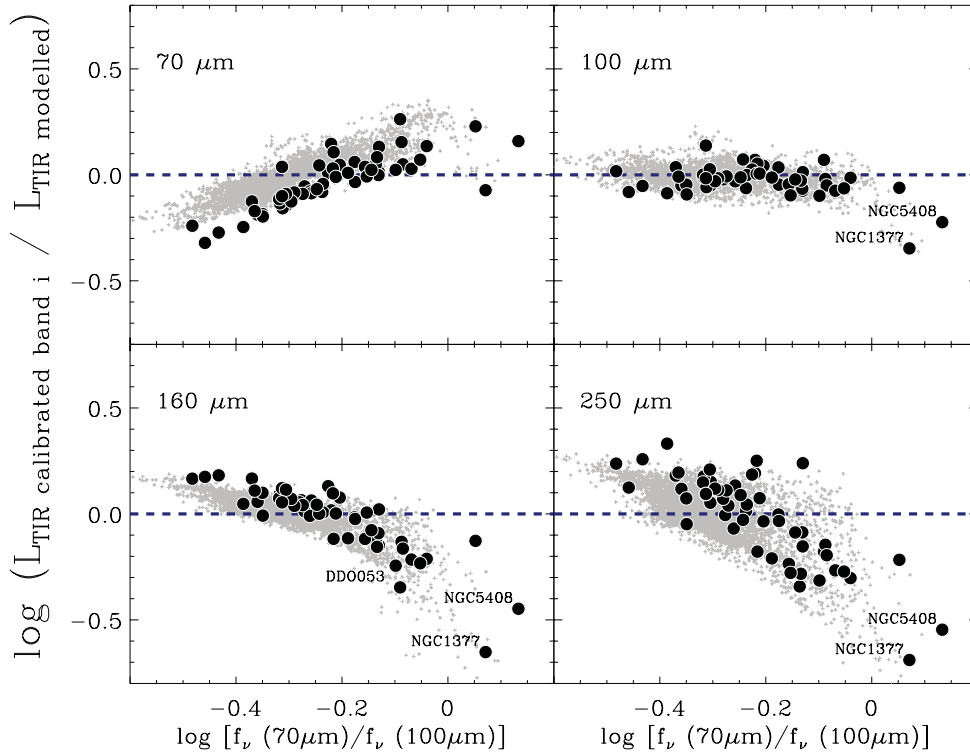 log (L_TIR calibrated band i / L_TIR modelled)
70 μm
0.5
0.0
−0.5
100 μm
NGC5408
NGC1377
160 μm
0.5
0.0
−0.5
DDO053
NGC5408
NGC1377
250 μm
NGC5408
NGC1377
−0.4 −0.2 0
−0.4 −0.2 0
log [f_ν (70μm)/f_ν (100μm)]
log [f_ν (70μm)/f_ν (100μm)]